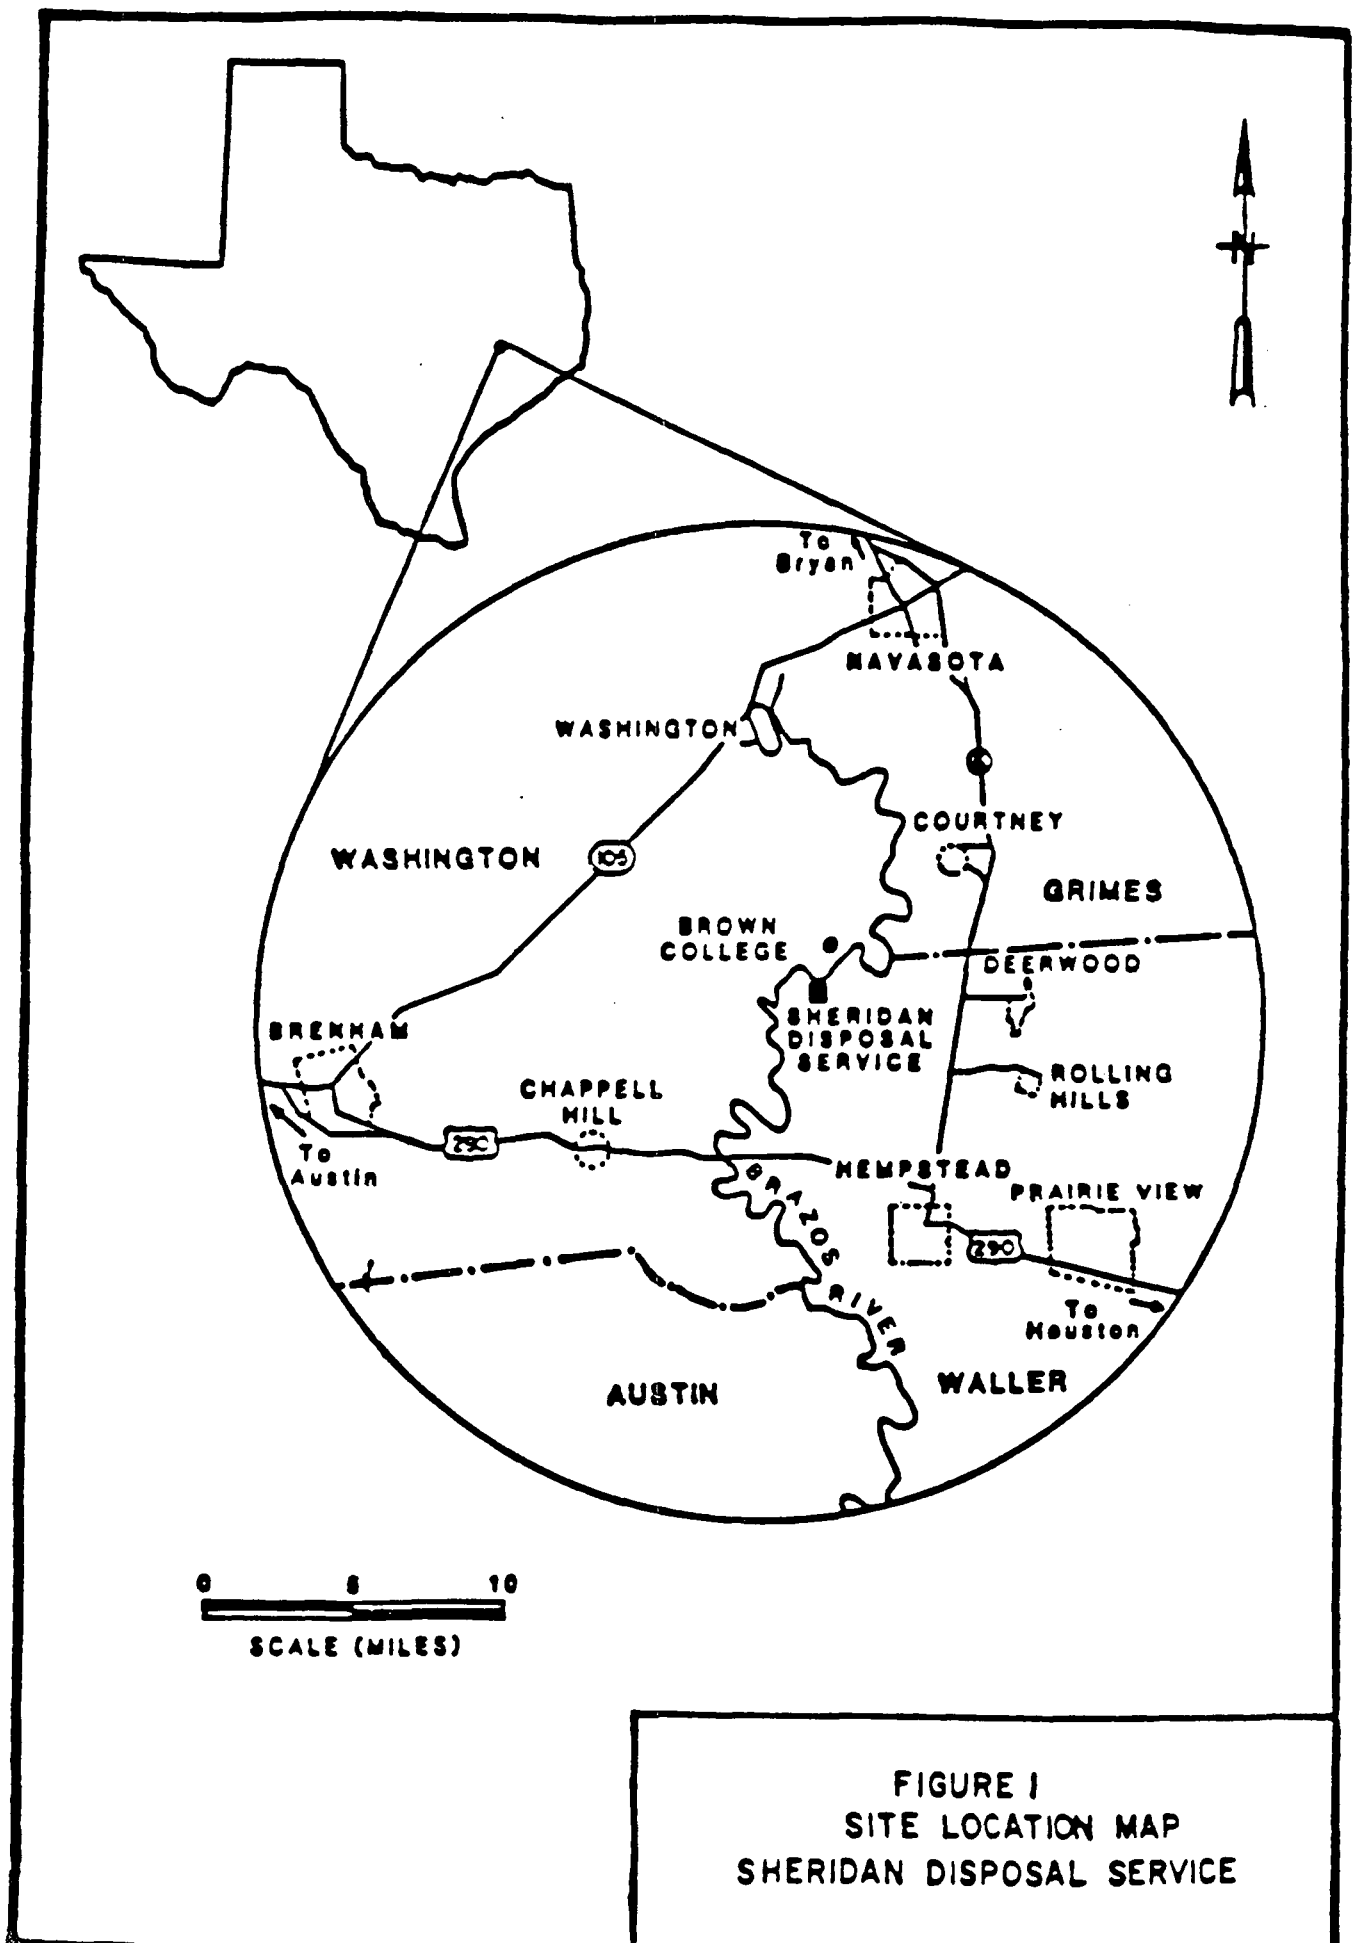 N
To
Bryan
NAVASOTA
WASHINGTON
COURTNEY
WASHINGTON
105
GRIMES
BROWN
COLLEGE
DEERWOOD
SHERIDAN
DISPOSAL
SERVICE
BRENHAM
ROLLING
HILLS
CHAPPELL
HILL
290
To
Austin
HEMPSTEAD
PRAIRIE VIEW
BRAZOS RIVER
290
To
Houston
WALLER
AUSTIN
0 5 10
SCALE (MILES)
FIGURE 1
SITE LOCATION MAP
SHERIDAN DISPOSAL SERVICE